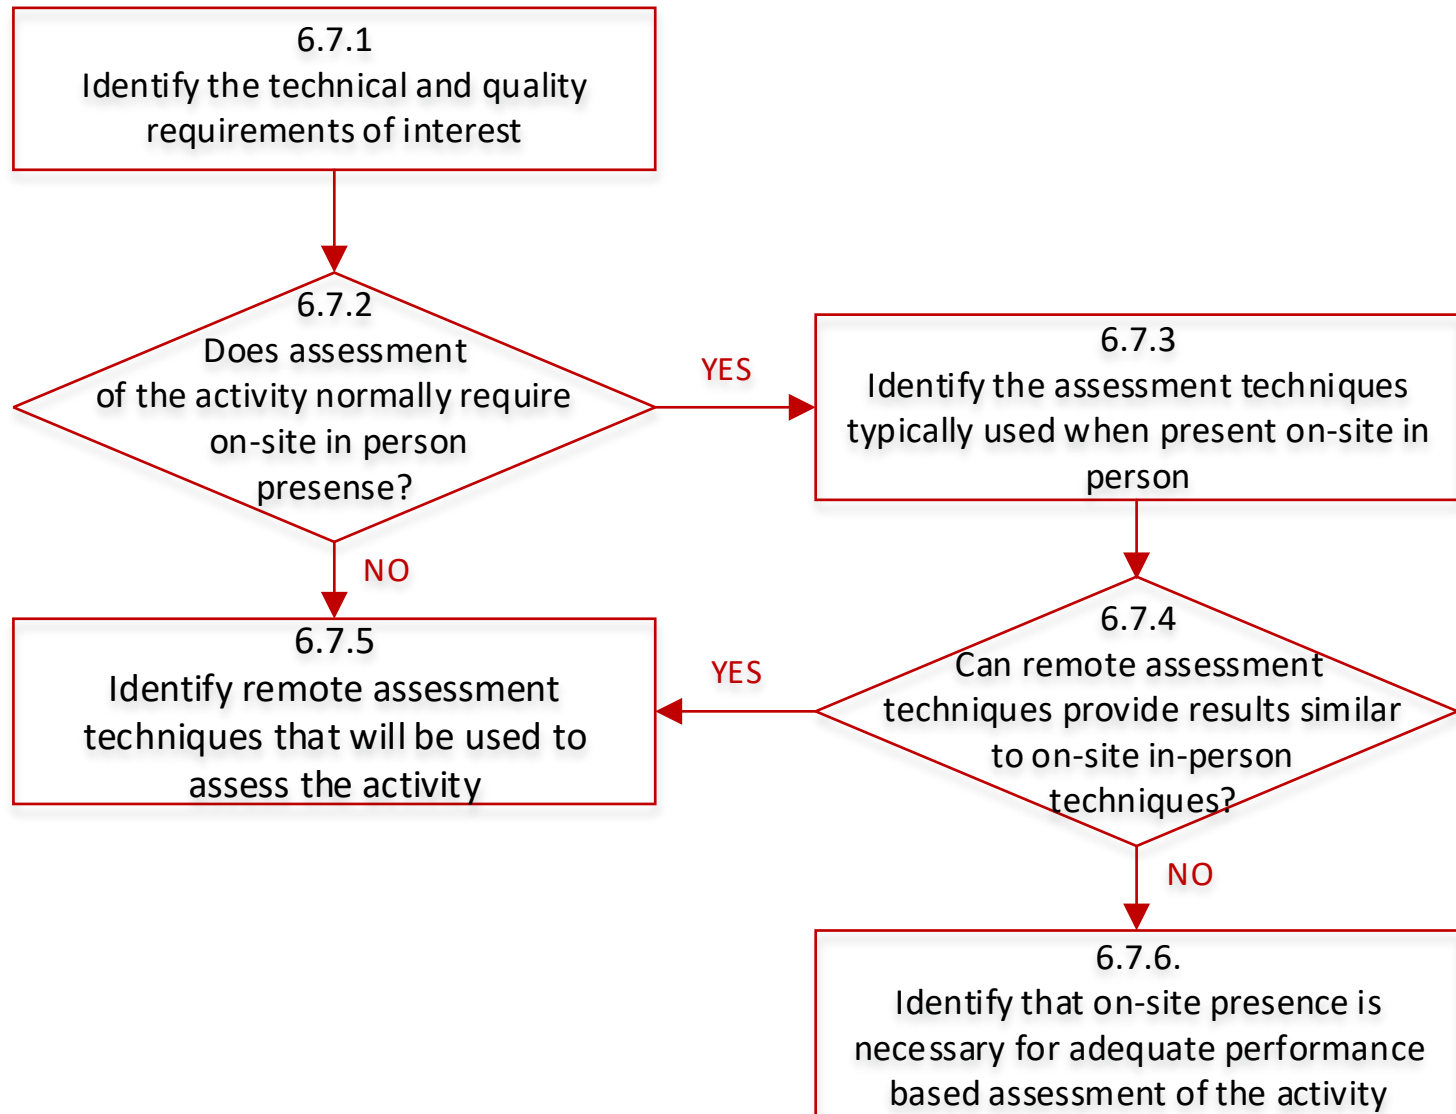 6.7.1
Identify the technical and quality
requirements of interest
6.7.2
Does assessment
of the activity normally require
on-site in person
presense?
YES
6.7.3
Identify the assessment techniques
typically used when present on-site in
person
NO
6.7.5
Identify remote assessment
techniques that will be used to
assess the activity
YES
6.7.4
Can remote assessment
techniques provide results similar
to on-site in-person
techniques?
NO
6.7.6.
Identify that on-site presence is
necessary for adequate performance
based assessment of the activity